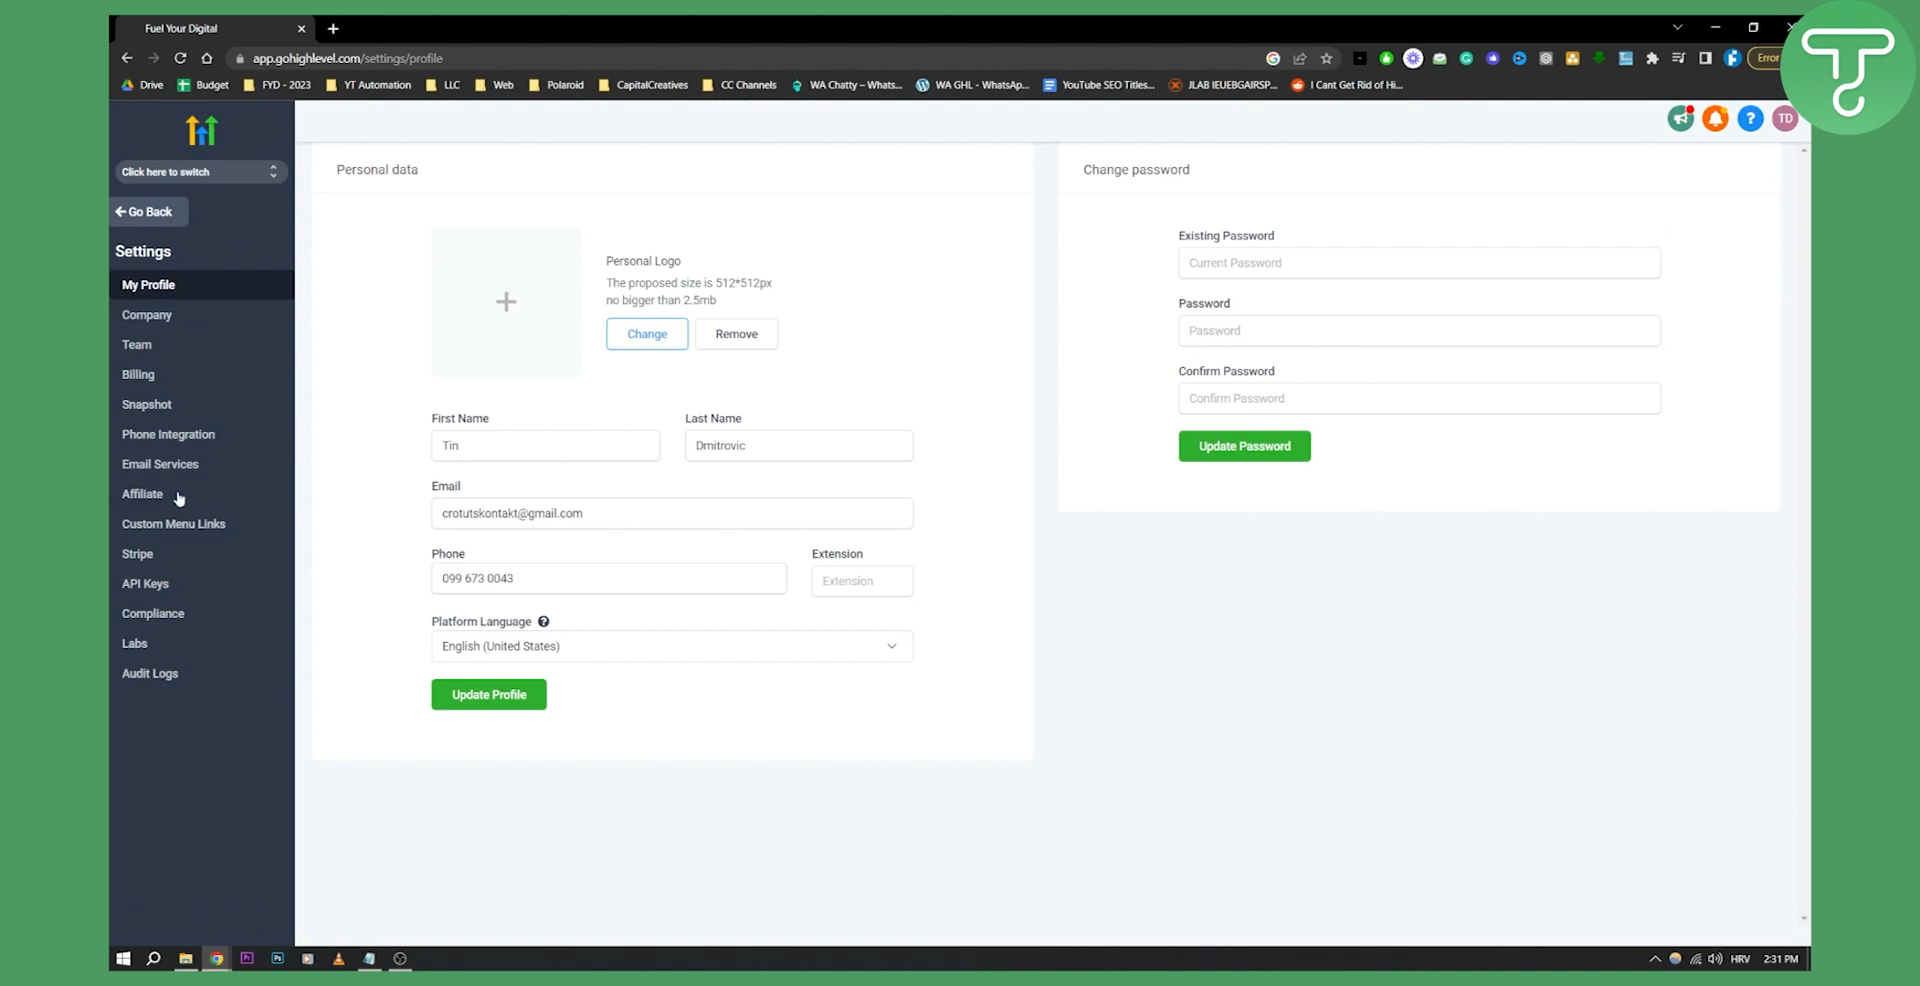 Fuel Your Digital
app.gohighlevel.com/settings/profile
Error
Drive Budget FYD - 2023 YT Automation LLC Web Polaroid CapitalCreatives CC Channels WA Chatty – Whats... WA GHL - WhatsAp... YouTube SEO Titles... JLAB IEUEBGAIRSP... I Cant Get Rid of Hi...
TD
Click here to switch
Go Back
Settings
My Profile
Company
Team
Billing
Snapshot
Phone Integration
Email Services
Affiliate
Custom Menu Links
Stripe
API Keys
Compliance
Labs
Audit Logs
Personal data
Personal Logo
The proposed size is 512*512px
no bigger than 2.5mb
Change Remove
First Name Last Name
Tin Dmitrovic
Email
crotutskontakt@gmail.com
Phone Extension
099 673 0043 Extension
Platform Language
English (United States)
Update Profile
Change password
Existing Password
Current Password
Password
Password
Confirm Password
Confirm Password
Update Password
HRV 2:31 PM